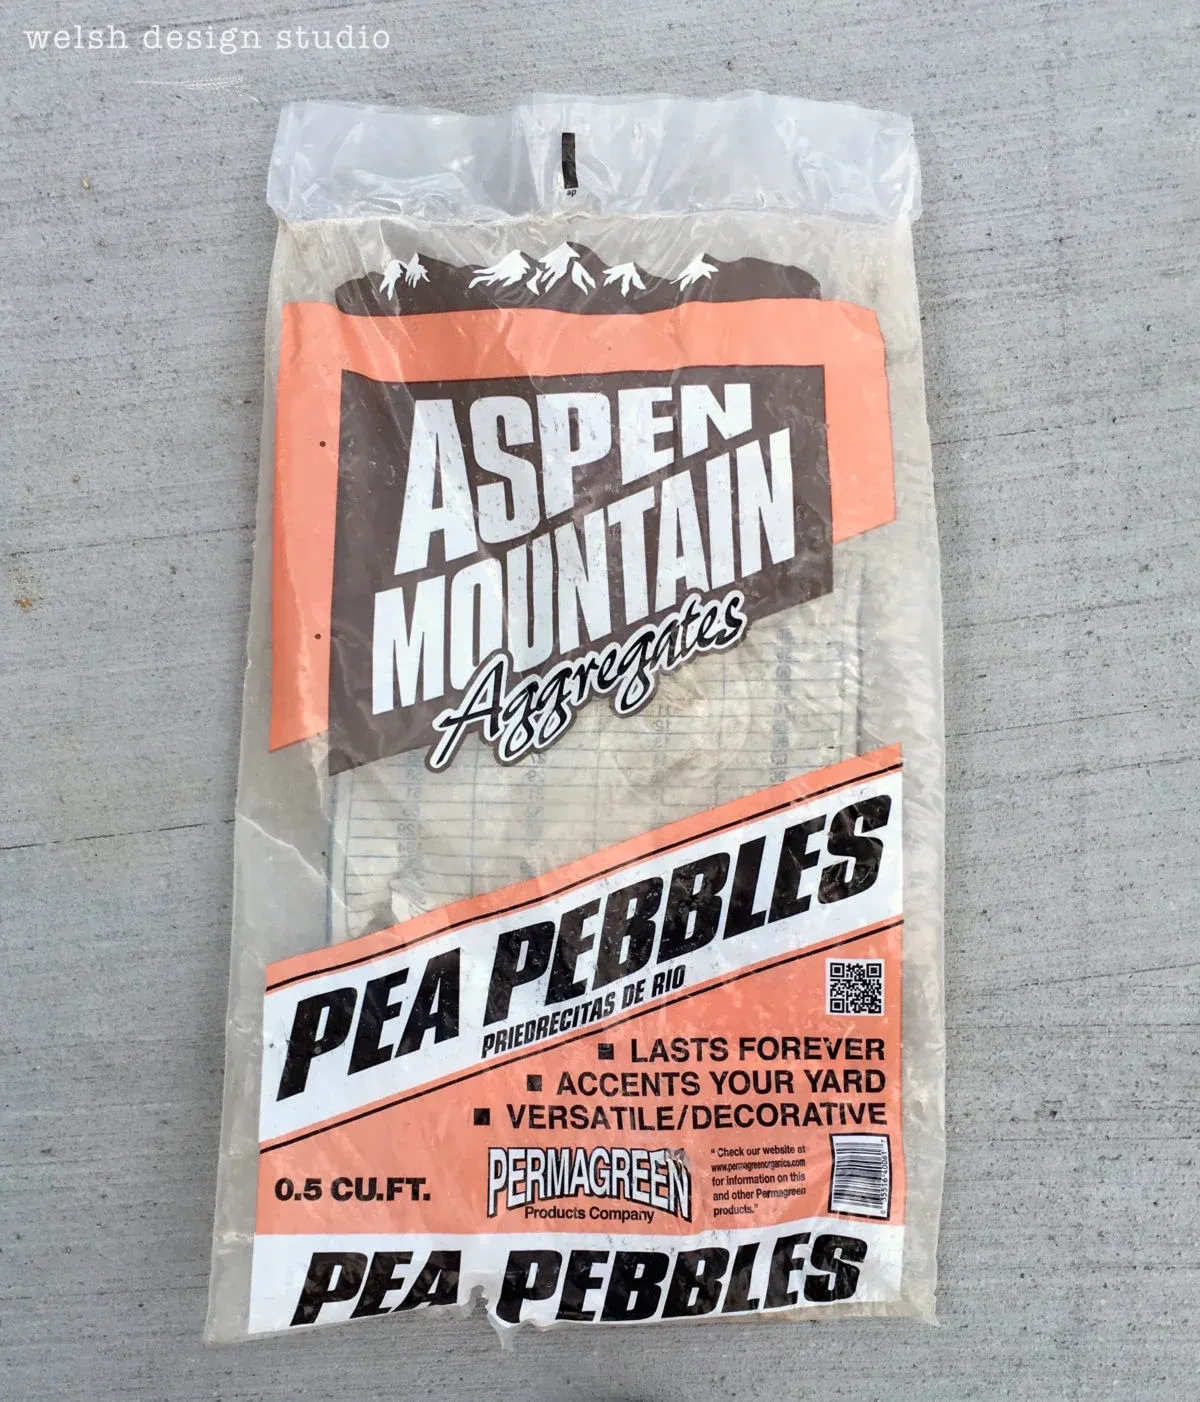 welsh design studio
ap
ASPEN
MOUNTAIN
Aggregates
PEA PEBBLES
PRIEDRECITAS DE RIO
■ LASTS FOREVER
■ ACCENTS YOUR YARD
■ VERSATILE/DECORATIVE
0.5 CU.FT.
PERMAGREEN
Products Company
"Check our website at
www.permagreenorganics.com
for information on this
and other Permagreen
products."
PEA PEBBLES